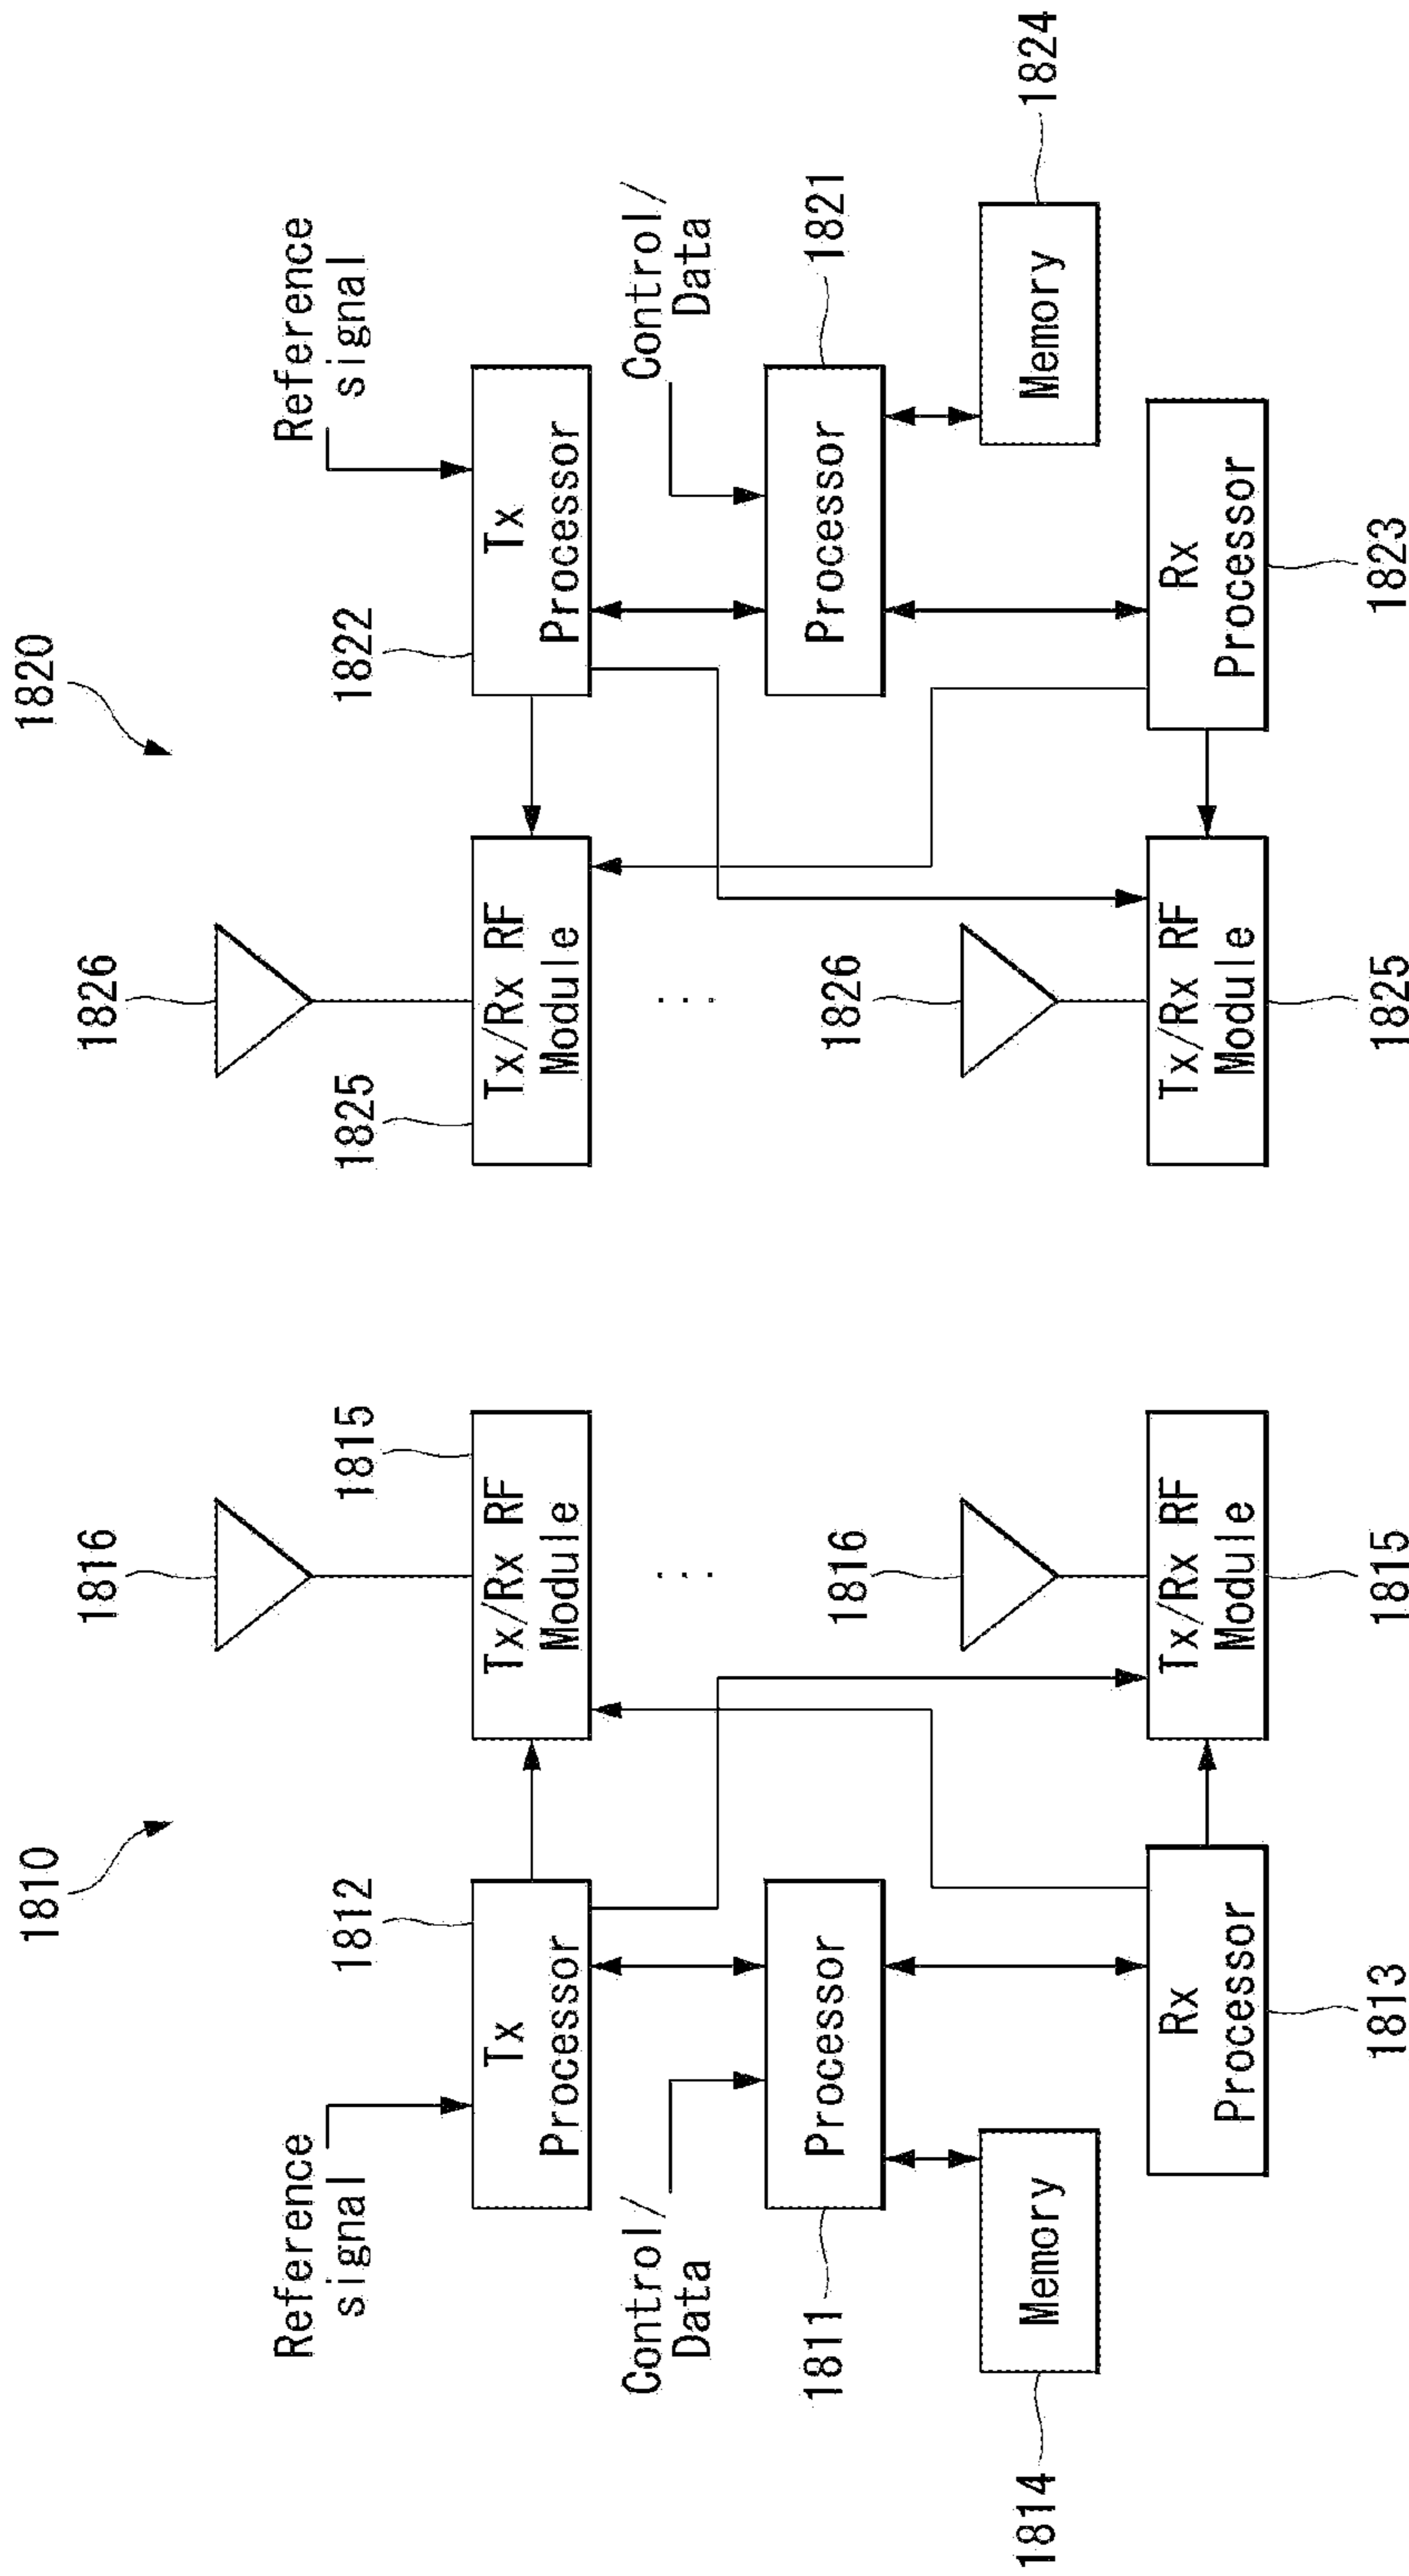 1810
1816
Reference
signal
1812
1815
Tx
Processor
Tx/Rx RF
Module
Control/
Data
...
1811
Processor
1816
1814
Memory
Rx
Processor
Tx/Rx RF
Module
1813
1815
1820
1826
1825
1822
Reference
signal
Tx/Rx RF
Module
Tx
Processor
...
Control/
Data
1826
Processor
1821
Memory
1824
Tx/Rx RF
Module
Rx
Processor
1825
1823